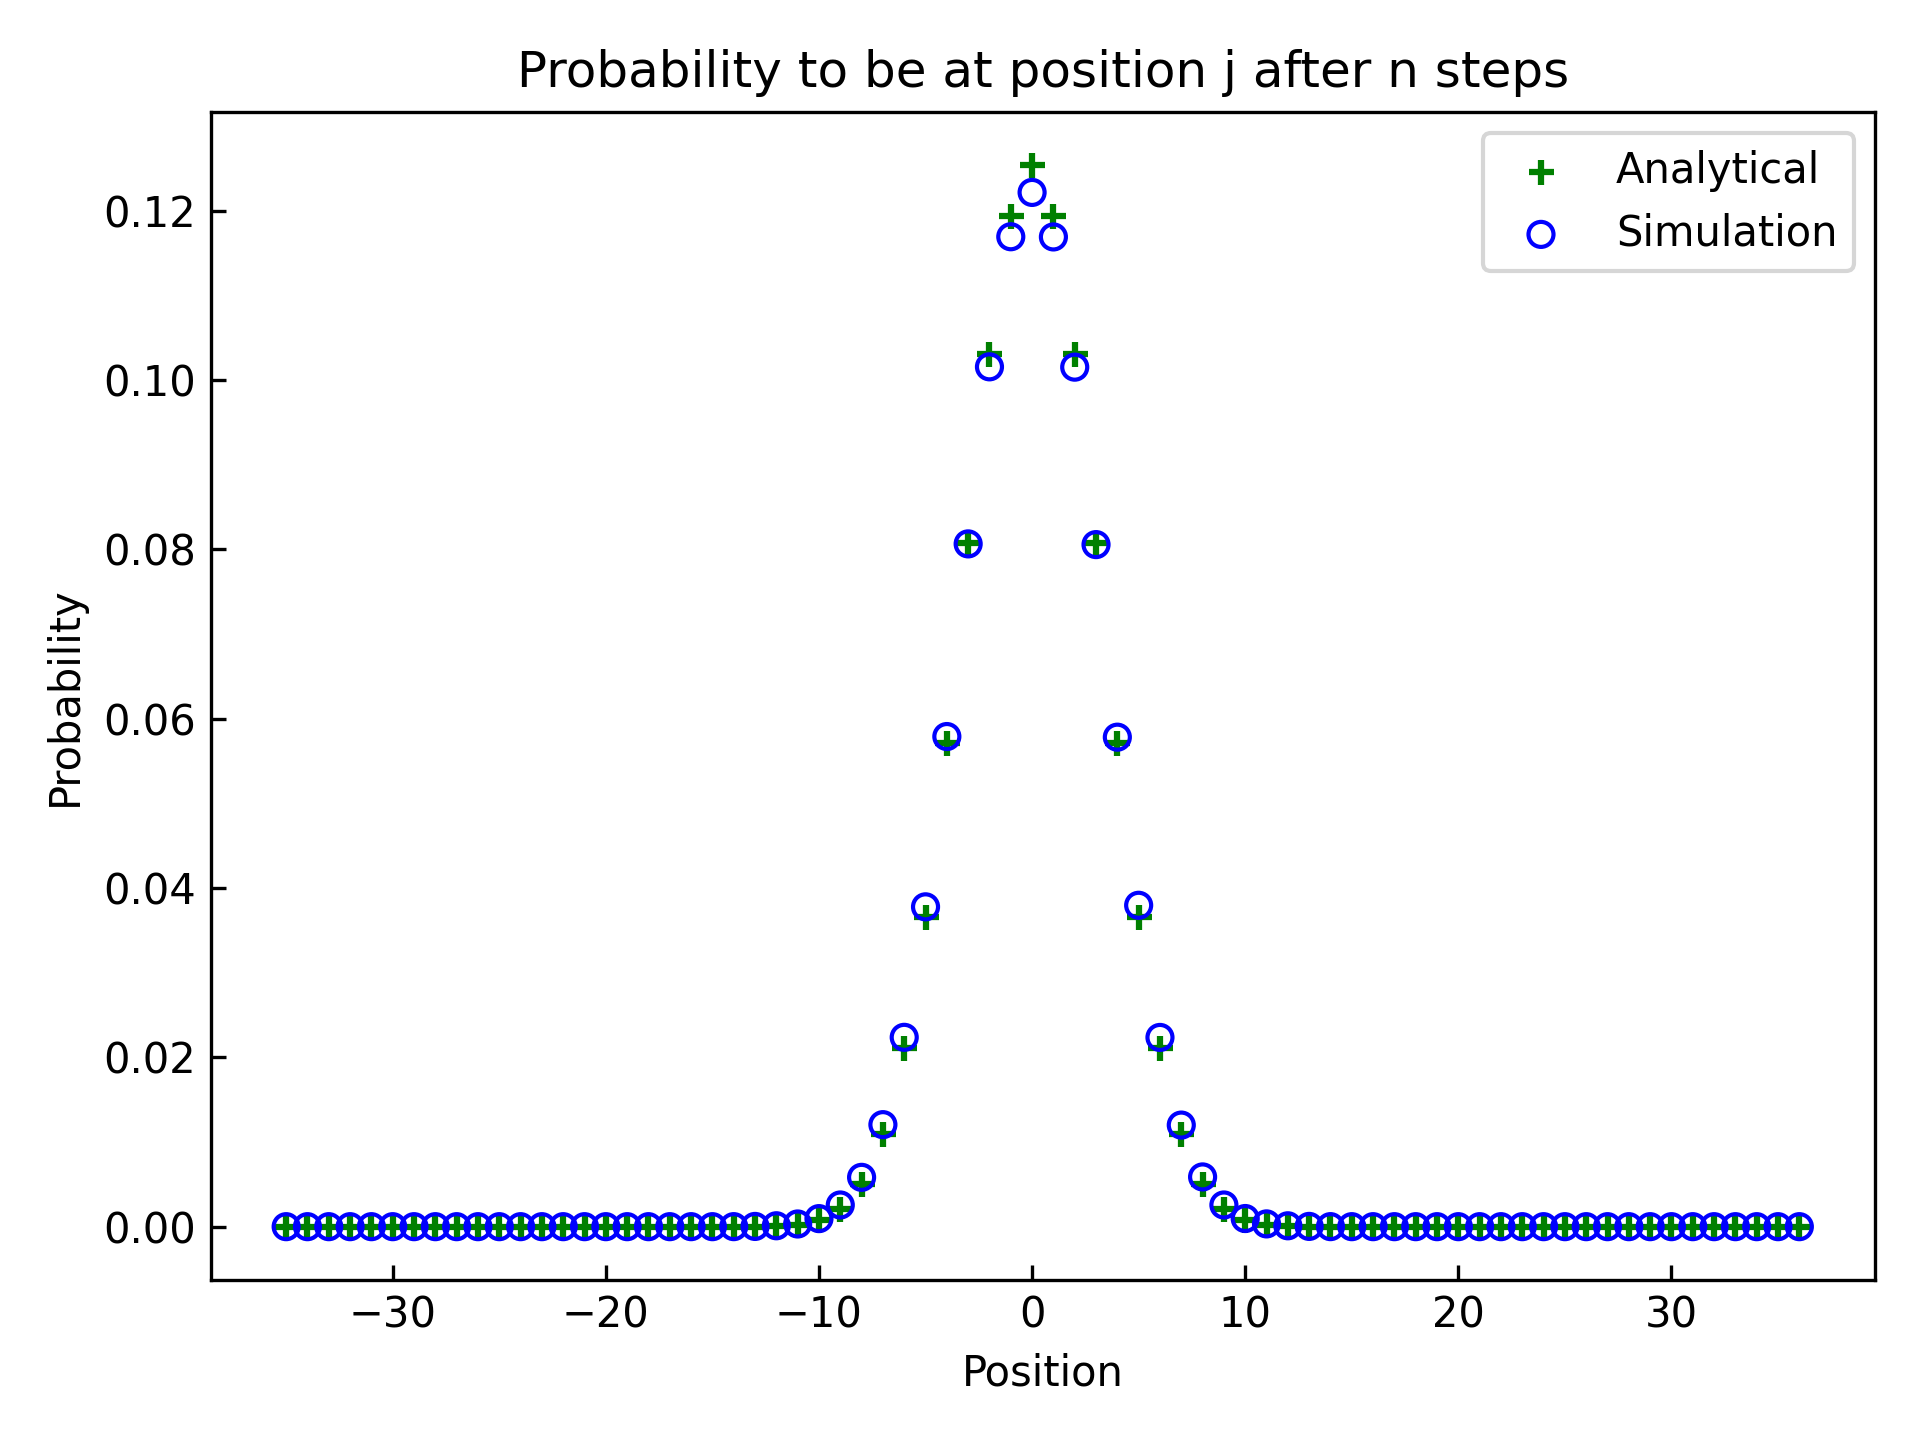 Probability to be at position j after n steps
Analytical
Simulation
0.12
0.10
0.08
0.06
0.04
0.02
0.00
Probability
−30 −20 −10 0 10 20 30
Position